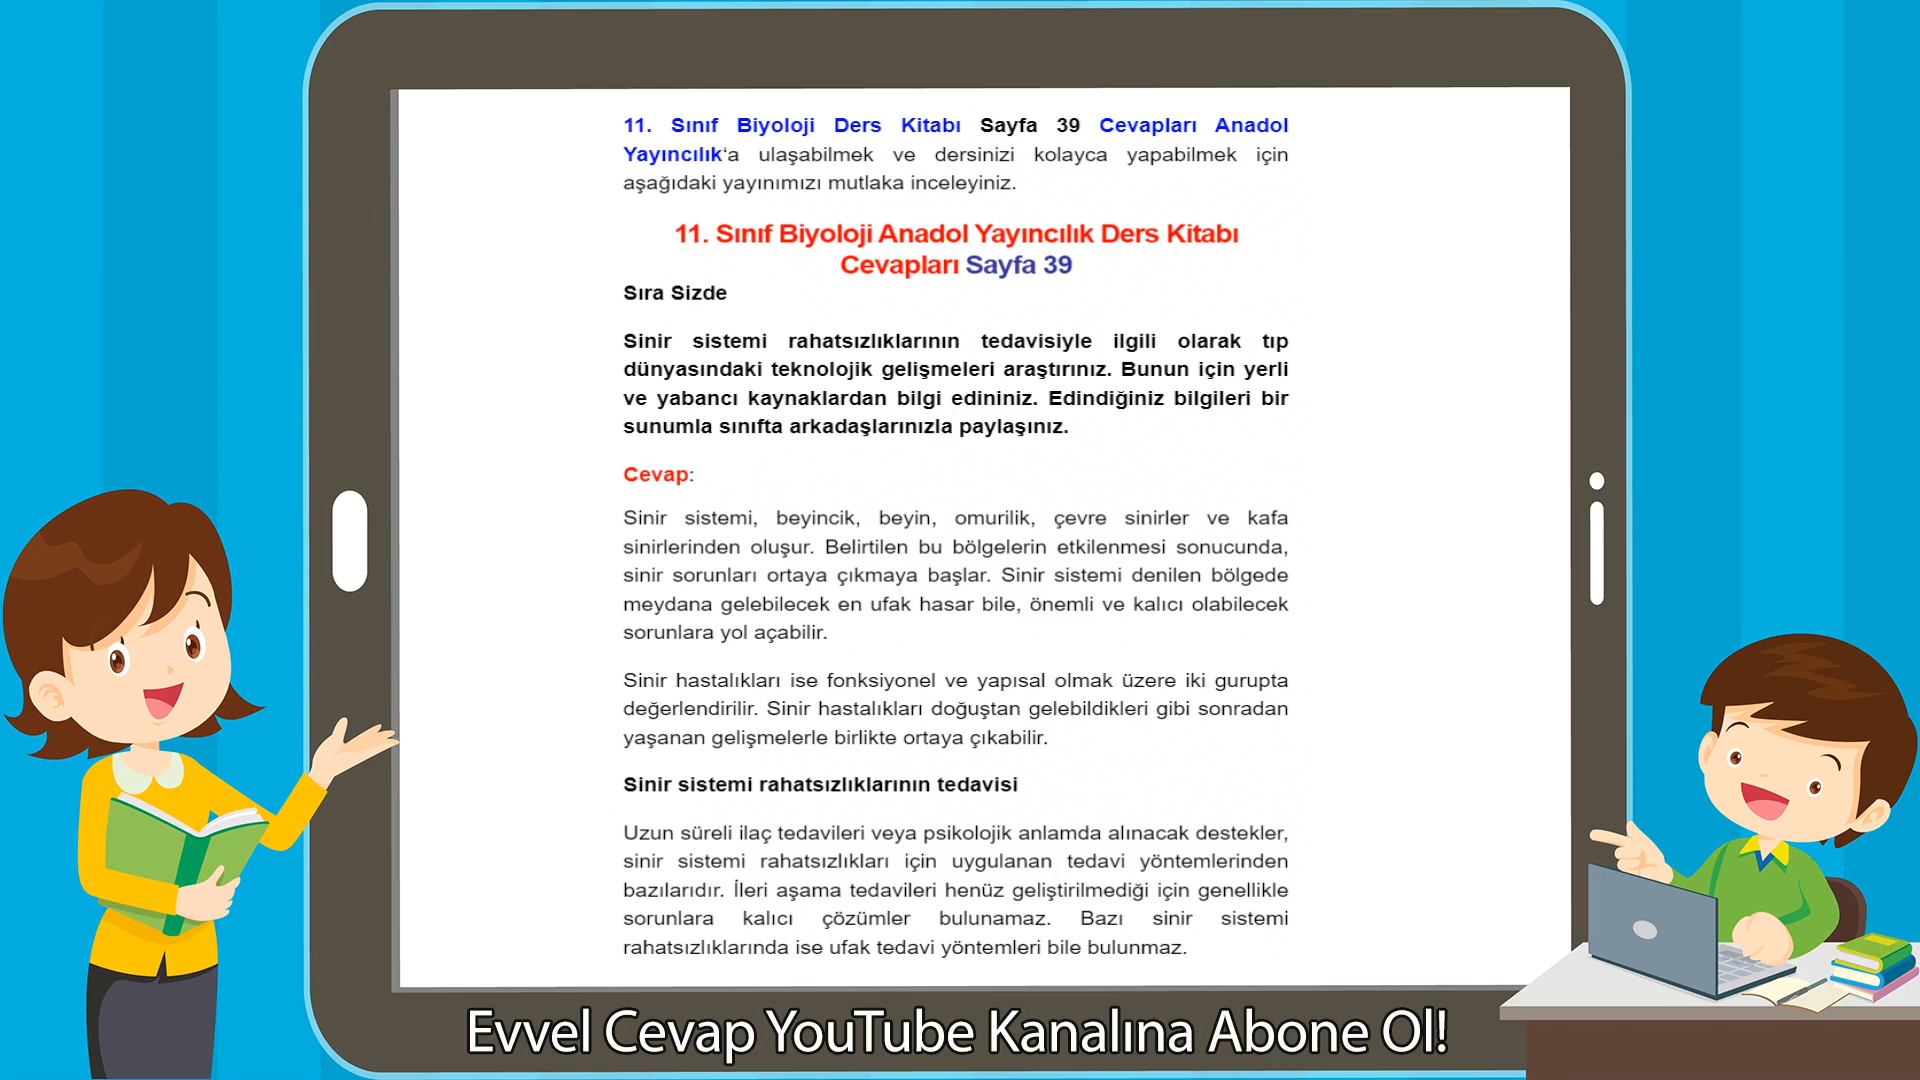 11. Sınıf Biyoloji Ders Kitabı Sayfa 39 Cevapları Anadol
Yayıncılık‘a ulaşabilmek ve dersinizi kolayca yapabilmek için
aşağıdaki yayınımızı mutlaka inceleyiniz.
11. Sınıf Biyoloji Anadol Yayıncılık Ders Kitabı
Cevapları Sayfa 39
Sıra Sizde
Sinir sistemi rahatsızlıklarının tedavisiyle ilgili olarak tıp
dünyasındaki teknolojik gelişmeleri araştırınız. Bunun için yerli
ve yabancı kaynaklardan bilgi edininiz. Edindiğiniz bilgileri bir
sunumla sınıfta arkadaşlarınızla paylaşınız.
Cevap:
Sinir sistemi, beyincik, beyin, omurilik, çevre sinirler ve kafa
sinirlerinden oluşur. Belirtilen bu bölgelerin etkilenmesi sonucunda,
sinir sorunları ortaya çıkmaya başlar. Sinir sistemi denilen bölgede
meydana gelebilecek en ufak hasar bile, önemli ve kalıcı olabilecek
sorunlara yol açabilir.
Sinir hastalıkları ise fonksiyonel ve yapısal olmak üzere iki gurupta
değerlendirilir. Sinir hastalıkları doğuştan gelebildikleri gibi sonradan
yaşanan gelişmelerle birlikte ortaya çıkabilir.
Sinir sistemi rahatsızlıklarının tedavisi
Uzun süreli ilaç tedavileri veya psikolojik anlamda alınacak destekler,
sinir sistemi rahatsızlıkları için uygulanan tedavi yöntemlerinden
bazılarıdır. İleri aşama tedavileri henüz geliştirilmediği için genellikle
sorunlara kalıcı çözümler bulunamaz. Bazı sinir sistemi
rahatsızlıklarında ise ufak tedavi yöntemleri bile bulunmaz.
Evvel Cevap YouTube Kanalına Abone Ol!